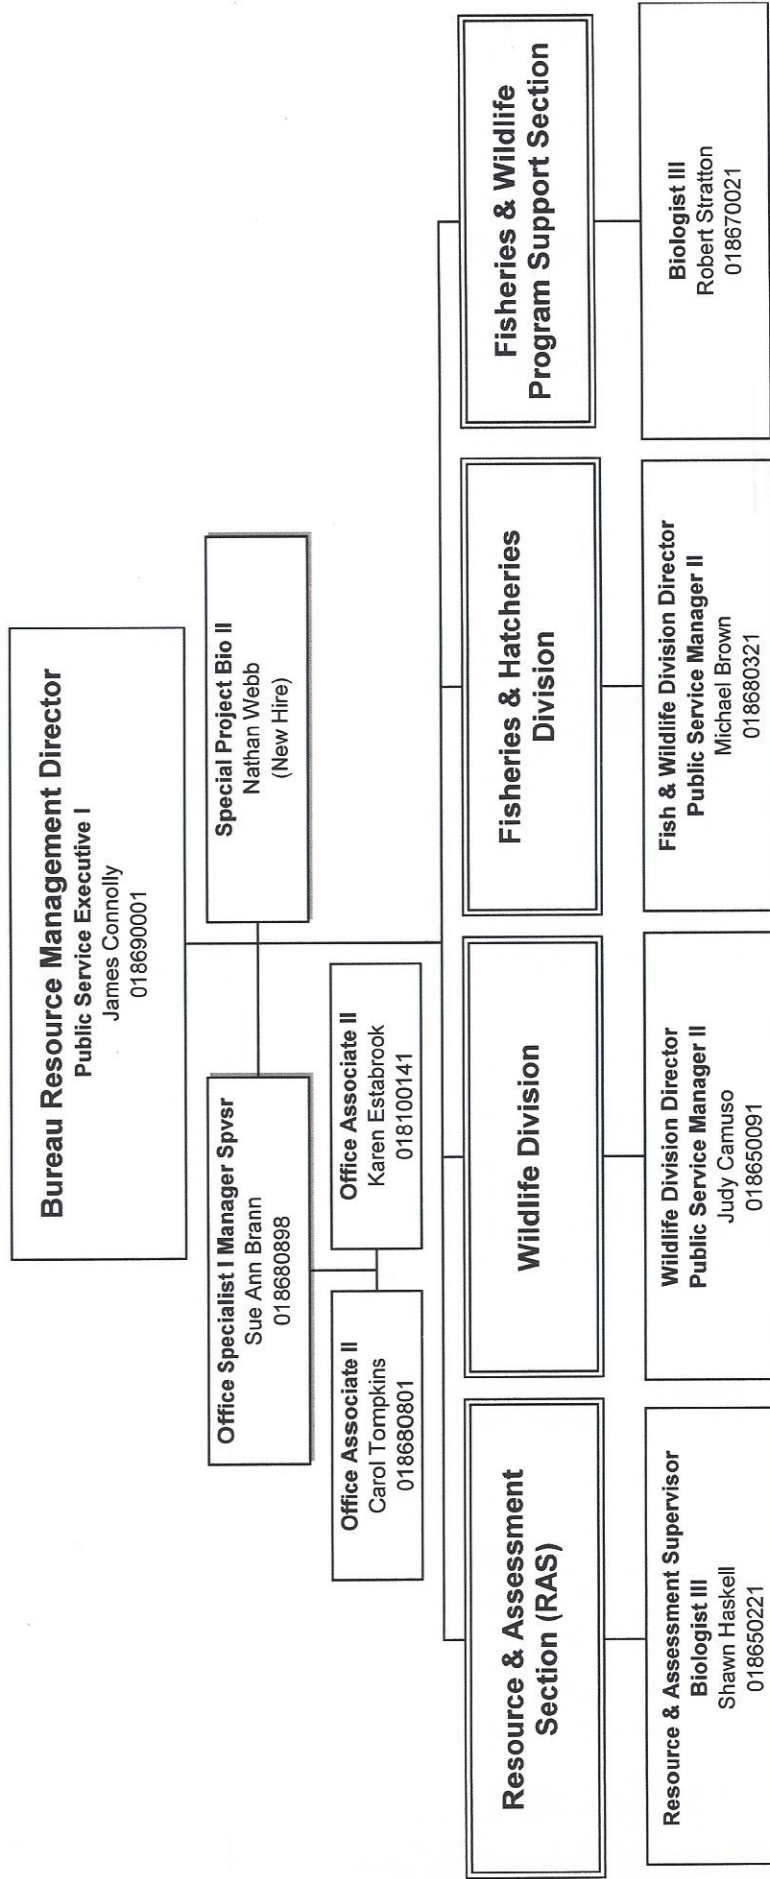 Bureau Resource Management Director
Public Service Executive I
James Connolly
018690001
Office Specialist I Manager Spvsr
Sue Ann Brann
018680898
Special Project Bio II
Nathan Webb
(New Hire)
Office Associate II
Carol Tompkins
018680801
Office Associate II
Karen Estabrook
018100141
Resource & Assessment
Section (RAS)
Wildlife Division
Fisheries & Hatcheries
Division
Fisheries & Wildlife
Program Support Section
Resource & Assessment Supervisor
Biologist III
Shawn Haskell
018650221
Wildlife Division Director
Public Service Manager II
Judy Camuso
018650091
Fish & Wildlife Division Director
Public Service Manager II
Michael Brown
018680321
Biologist III
Robert Stratton
018670021